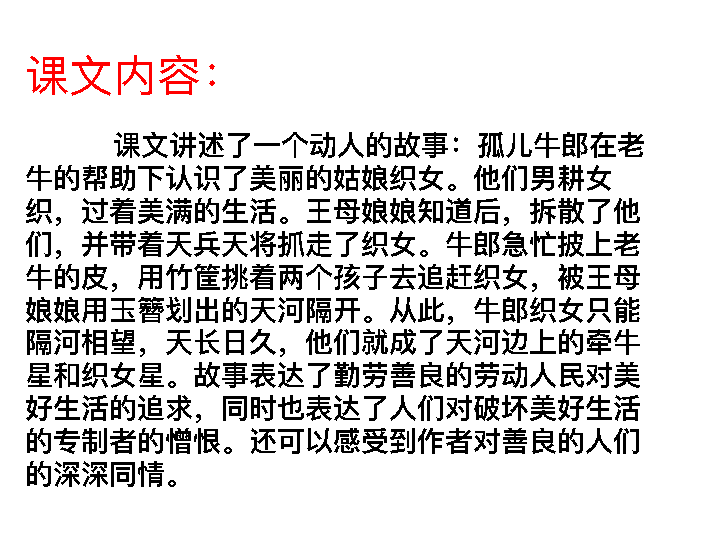 课文内容：
课文讲述了一个动人的故事：孤儿牛郎在老
牛的帮助下认识了美丽的姑娘织女。他们男耕女
织，过着美满的生活。王母娘娘知道后，拆散了他
们，并带着天兵天将抓走了织女。牛郎急忙披上老
牛的皮，用竹筐挑着两个孩子去追赶织女，被王母
娘娘用玉簪划出的天河隔开。从此，牛郎织女只能
隔河相望，天长日久，他们就成了天河边上的牵牛
星和织女星。故事表达了勤劳善良的劳动人民对美
好生活的追求，同时也表达了人们对破坏美好生活
的专制者的憎恨。还可以感受到作者对善良的人们
的深深同情。